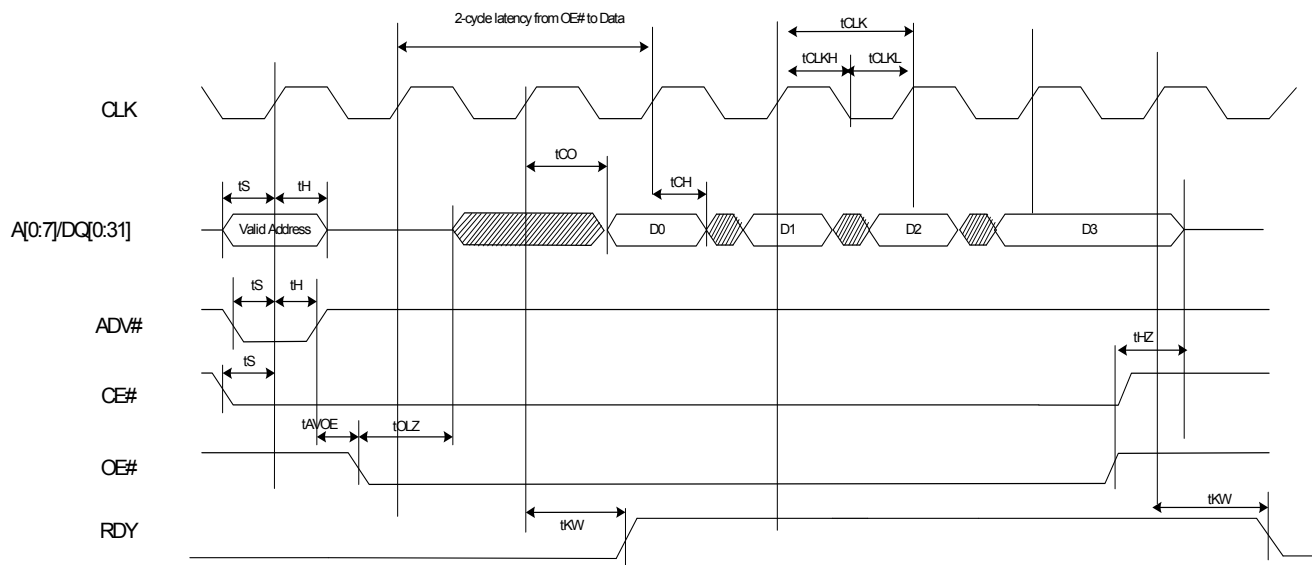 2-cycle latency from OE# to Data
tCLK
tCLKH
tCLKL
CLK
tCO
tS
tH
tCH
A[0:7]/DQ[0:31]
Valid Address
D0
D1
D2
D3
tS
tH
ADV#
tHZ
tS
CE#
tAVOE
tOLZ
OE#
tKW
tKW
RDY